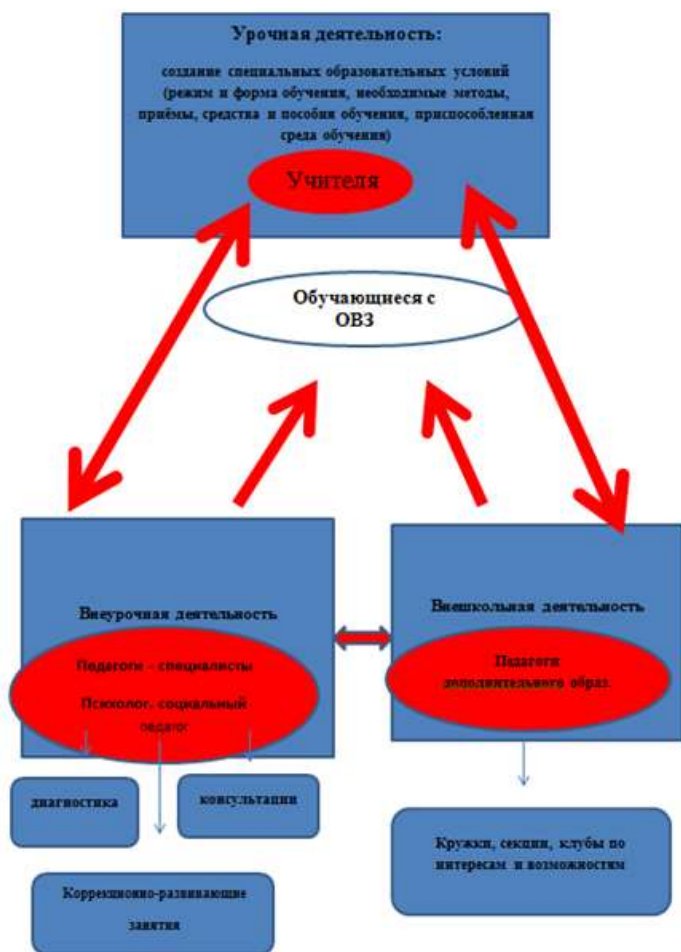 Урочная деятельность:
создание специальных образовательных условий
(режим и форма обучения, необходимые методы,
приёмы, средства и пособия обучения, приспособленная
среда обучения)
Учителя
Обучающиеся с
ОВЗ
Внеурочная деятельность
Педагоги - специалисты
Психолог, социальный
педагог
Внешкольная деятельность
Педагоги
дополнительного образ.
диагностика
консультации
Коррекционно-развивающие
занятия
Кружки, секции, клубы по
интересам и возможностям